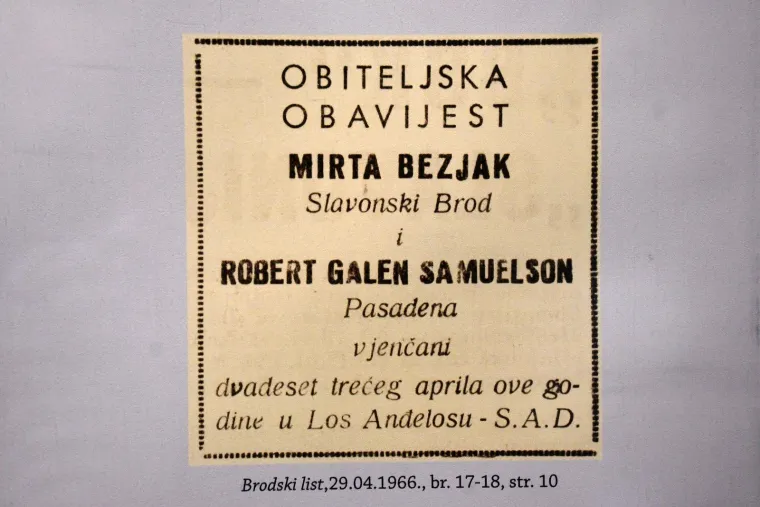 OBITELJSKA
OBAVIJEST
MIRTA BEZJAK
Slavonski Brod
i
ROBERT GALEN SAMUELSON
Pasadena
vjenčani
dvadeset trećeg aprila ove go-
dine u Los Anđelosu - S.A.D.
Brodski list,29.04.1966., br. 17-18, str. 10